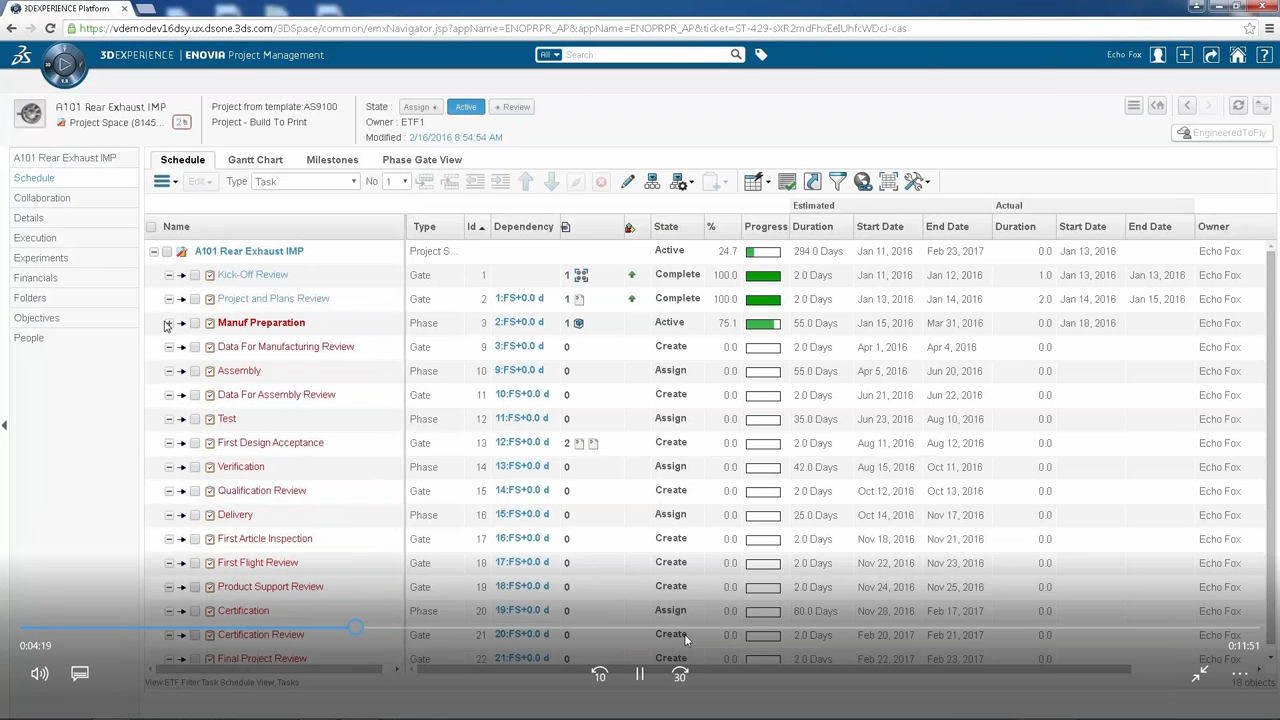 3DEXPERIENCE Platform
https://vdemodev16dsy.ux.dsone.3ds.com/3DSpace/common/emxNavigator.jsp?appName=ENOPRPR_AP&appName=ENOPRPR_AP&ticket=ST-429-sXR2mdFhxEelUhfcWDcJ-cas
3DEXPERIENCE | ENOVIA Project Management All Search Echo Fox
V.R
A101 Rear Exhaust IMP
Project Space (8145... 2
Project from template:AS9100
Project - Build To Print
State : Assign Active Review
Owner : ETF1
Modified : 2/16/2016 8:54:54 AM
EngineeredToFly
A101 Rear Exhaust IMP
Schedule
Collaboration
Details
Execution
Experiments
Financials
Folders
Objectives
People
Schedule Gantt Chart Milestones Phase Gate View
Edit Type Task No 1
Estimated Actual
Name Type Id Dependency State % Progress Duration Start Date End Date Duration Start Date End Date Owner
A101 Rear Exhaust IMP Project S... Active 24.7 294.0 Days Jan 11, 2016 Feb 23, 2017 0.0 Jan 13, 2016 Echo Fox
Kick-Off Review Gate 1 1 Complete 100.0 2.0 Days Jan 11, 2016 Jan 12, 2016 1.0 Jan 13, 2016 Jan 13, 2016 Echo Fox
Project and Plans Review Gate 2 1:FS+0.0 d 1 Complete 100.0 2.0 Days Jan 13, 2016 Jan 14, 2016 2.0 Jan 14, 2016 Jan 15, 2016 Echo Fox
Manuf Preparation Phase 3 2:FS+0.0 d 1 Active 75.1 55.0 Days Jan 15, 2016 Mar 31, 2016 0.0 Jan 18, 2016 Echo Fox
Data For Manufacturing Review Gate 9 3:FS+0.0 d 0 Create 0.0 2.0 Days Apr 1, 2016 Apr 4, 2016 0.0 Echo Fox
Assembly Phase 10 9:FS+0.0 d 0 Assign 0.0 55.0 Days Apr 5, 2016 Jun 20, 2016 0.0 Echo Fox
Data For Assembly Review Gate 11 10:FS+0.0 d 0 Create 0.0 2.0 Days Jun 21, 2016 Jun 22, 2016 0.0 Echo Fox
Test Phase 12 11:FS+0.0 d 0 Assign 0.0 35.0 Days Jun 23, 2016 Aug 10, 2016 0.0 Echo Fox
First Design Acceptance Gate 13 12:FS+0.0 d 2 Create 0.0 2.0 Days Aug 11, 2016 Aug 12, 2016 0.0 Echo Fox
Verification Phase 14 13:FS+0.0 d 0 Assign 0.0 42.0 Days Aug 15, 2016 Oct 11, 2016 0.0 Echo Fox
Qualification Review Gate 15 14:FS+0.0 d 0 Create 0.0 2.0 Days Oct 12, 2016 Oct 13, 2016 0.0 Echo Fox
Delivery Phase 16 15:FS+0.0 d 0 Assign 0.0 25.0 Days Oct 14, 2016 Nov 17, 2016 0.0 Echo Fox
First Article Inspection Gate 17 16:FS+0.0 d 0 Create 0.0 2.0 Days Nov 18, 2016 Nov 21, 2016 0.0 Echo Fox
First Flight Review Gate 18 17:FS+0.0 d 0 Create 0.0 2.0 Days Nov 22, 2016 Nov 23, 2016 0.0 Echo Fox
Product Support Review Gate 19 18:FS+0.0 d 0 Create 0.0 2.0 Days Nov 24, 2016 Nov 25, 2016 0.0 Echo Fox
Certification Phase 20 19:FS+0.0 d 0 Assign 0.0 60.0 Days Nov 28, 2016 Feb 17, 2017 0.0 Echo Fox
Certification Review Gate 21 20:FS+0.0 d 0 Create 0.0 2.0 Days Feb 20, 2017 Feb 21, 2017 0.0 Echo Fox
Final Project Review Gate 22 21:FS+0.0 d 0 Create 0.0 2.0 Days Feb 22, 2017 Feb 23, 2017 0.0 Echo Fox
0:04:19 0:11:51
10 30
View:ETF Filter Task Schedule View, Tasks 18 objects